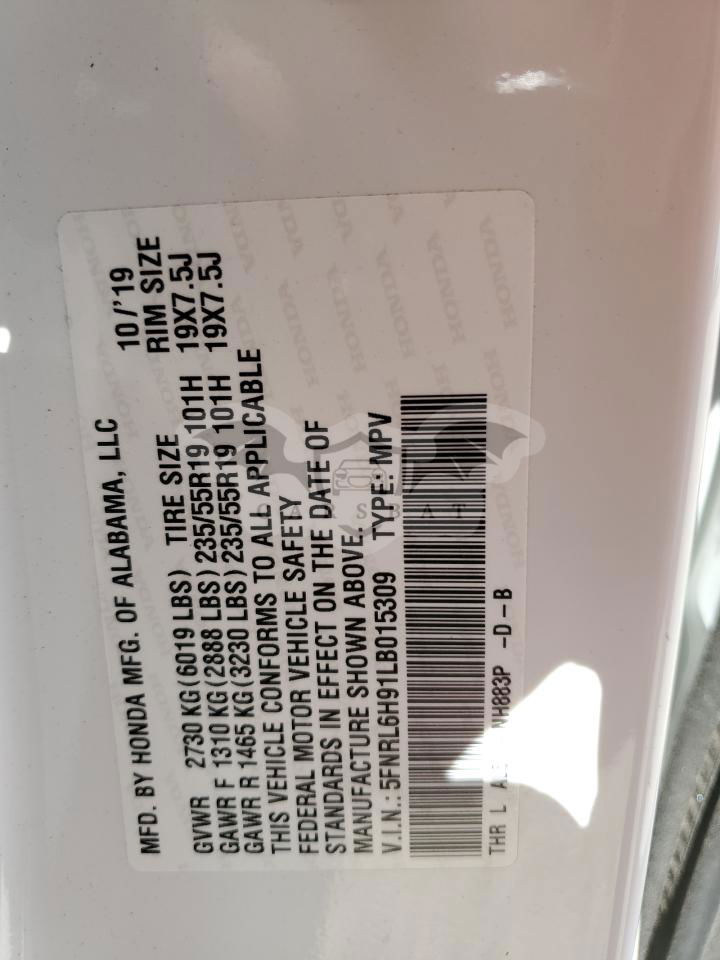 MFD. BY HONDA MFG. OF ALABAMA, LLC 10/'19
GVWR 2730 KG(6019 LBS) TIRE SIZE RIM SIZE
GAWR F 1310 KG(2888 LBS) 235/55R19 101H 19X7.5J
GAWR R 1465 KG(3230 LBS) 235/55R19 101H 19X7.5J
THIS VEHICLE CONFORMS TO ALL APPLICABLE
FEDERAL MOTOR VEHICLE SAFETY
STANDARDS IN EFFECT ON THE DATE OF
MANUFACTURE SHOWN ABOVE.
V.I.N.: 5FNRL6H91LB015309 TYPE: MPV
THR L NH883P -D-B
CARSBAT